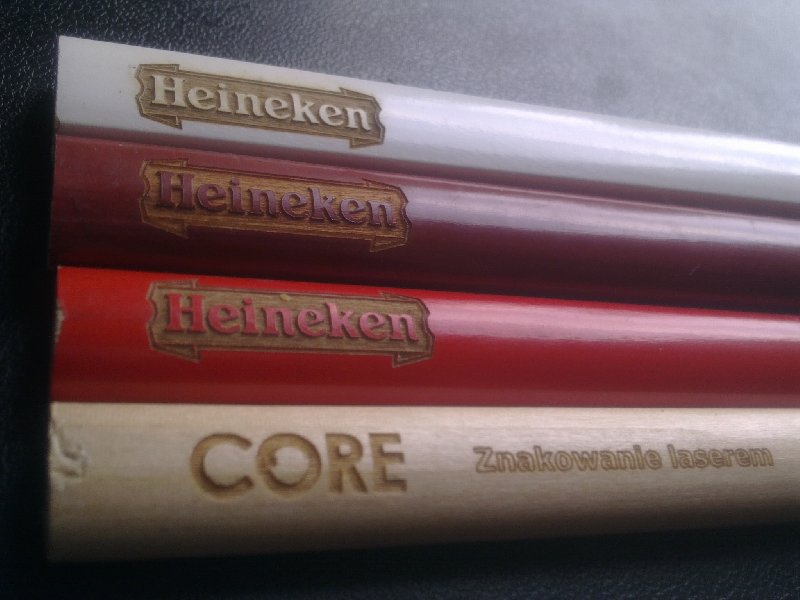 Heineken
Heineken
Heineken
CORE Znakowanie laserem